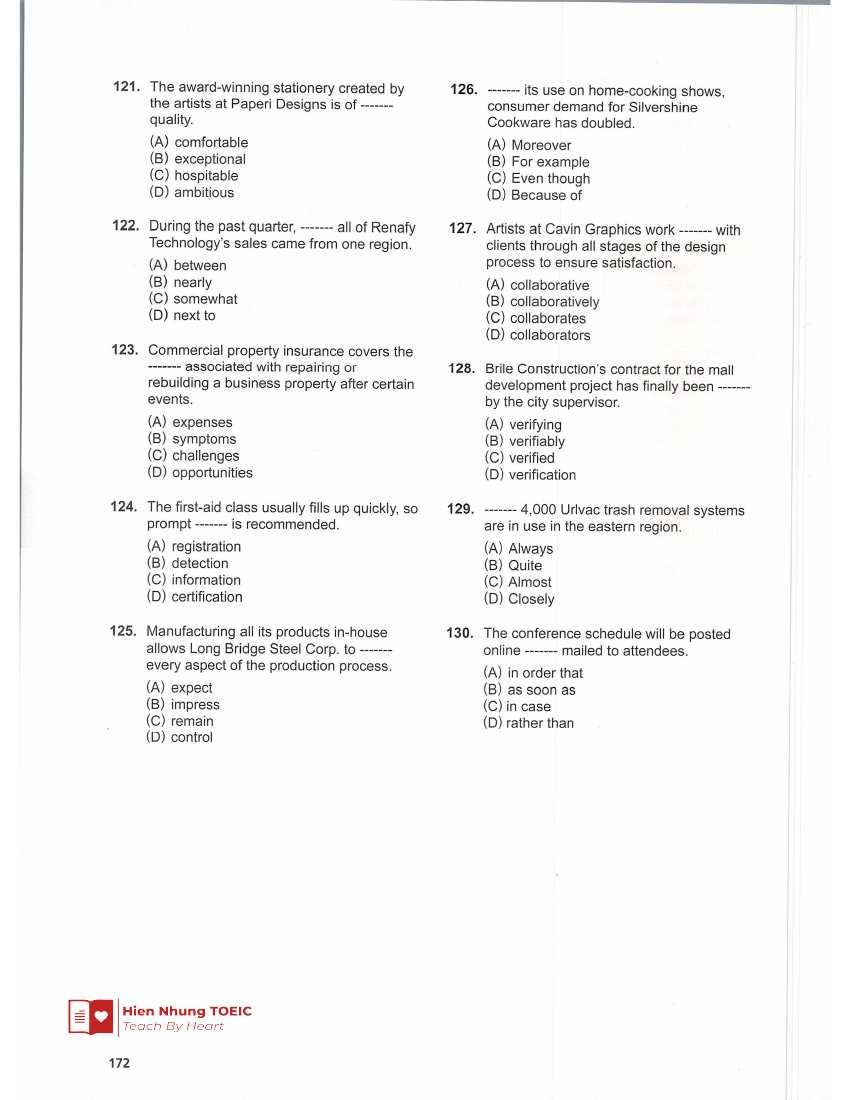 121. The award-winning stationery created by
the artists at Paperi Designs is of -------
quality.
(A) comfortable
(B) exceptional
(C) hospitable
(D) ambitious
122. During the past quarter, ------- all of Renafy
Technology's sales came from one region.
(A) between
(B) nearly
(C) somewhat
(D) next to
123. Commercial property insurance covers the
------- associated with repairing or
rebuilding a business property after certain
events.
(A) expenses
(B) symptoms
(C) challenges
(D) opportunities
124. The first-aid class usually fills up quickly, so
prompt ------- is recommended.
(A) registration
(B) detection
(C) information
(D) certification
125. Manufacturing all its products in-house
allows Long Bridge Steel Corp. to -------
every aspect of the production process.
(A) expect
(B) impress
(C) remain
(D) control
126. ------- its use on home-cooking shows,
consumer demand for Silvershine
Cookware has doubled.
(A) Moreover
(B) For example
(C) Even though
(D) Because of
127. Artists at Cavin Graphics work ------- with
clients through all stages of the design
process to ensure satisfaction.
(A) collaborative
(B) collaboratively
(C) collaborates
(D) collaborators
128. Brile Construction's contract for the mall
development project has finally been -------
by the city supervisor.
(A) verifying
(B) verifiably
(C) verified
(D) verification
129. ------- 4,000 Urlvac trash removal systems
are in use in the eastern region.
(A) Always
(B) Quite
(C) Almost
(D) Closely
130. The conference schedule will be posted
online ------- mailed to attendees.
(A) in order that
(B) as soon as
(C) in case
(D) rather than
Hien Nhung TOEIC
Teach By Heart
172